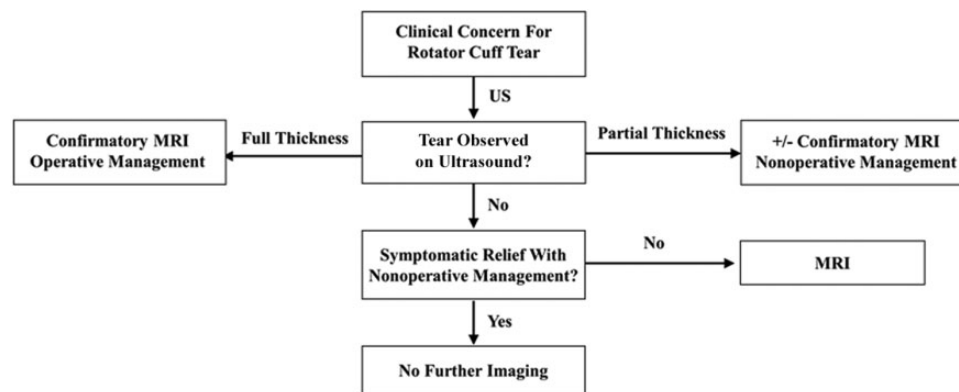 Clinical Concern For
Rotator Cuff Tear
US
Confirmatory MRI
Operative Management
Full Thickness
Tear Observed
on Ultrasound?
Partial Thickness
+/- Confirmatory MRI
Nonoperative Management
No
Symptomatic Relief With
Nonoperative Management?
No
MRI
Yes
No Further Imaging